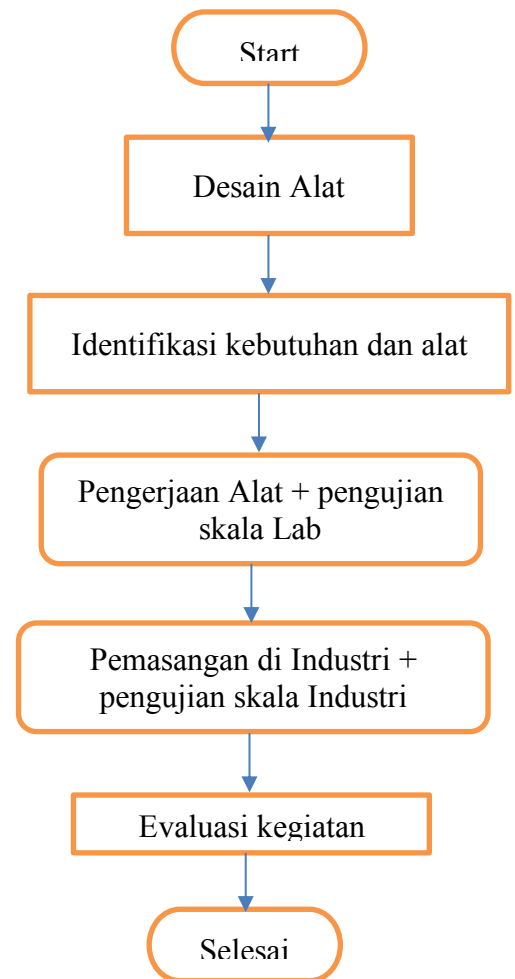 Start
Desain Alat
Identifikasi kebutuhan dan alat
Pengerjaan Alat + pengujian
skala Lab
Pemasangan di Industri +
pengujian skala Industri
Evaluasi kegiatan
Selesai